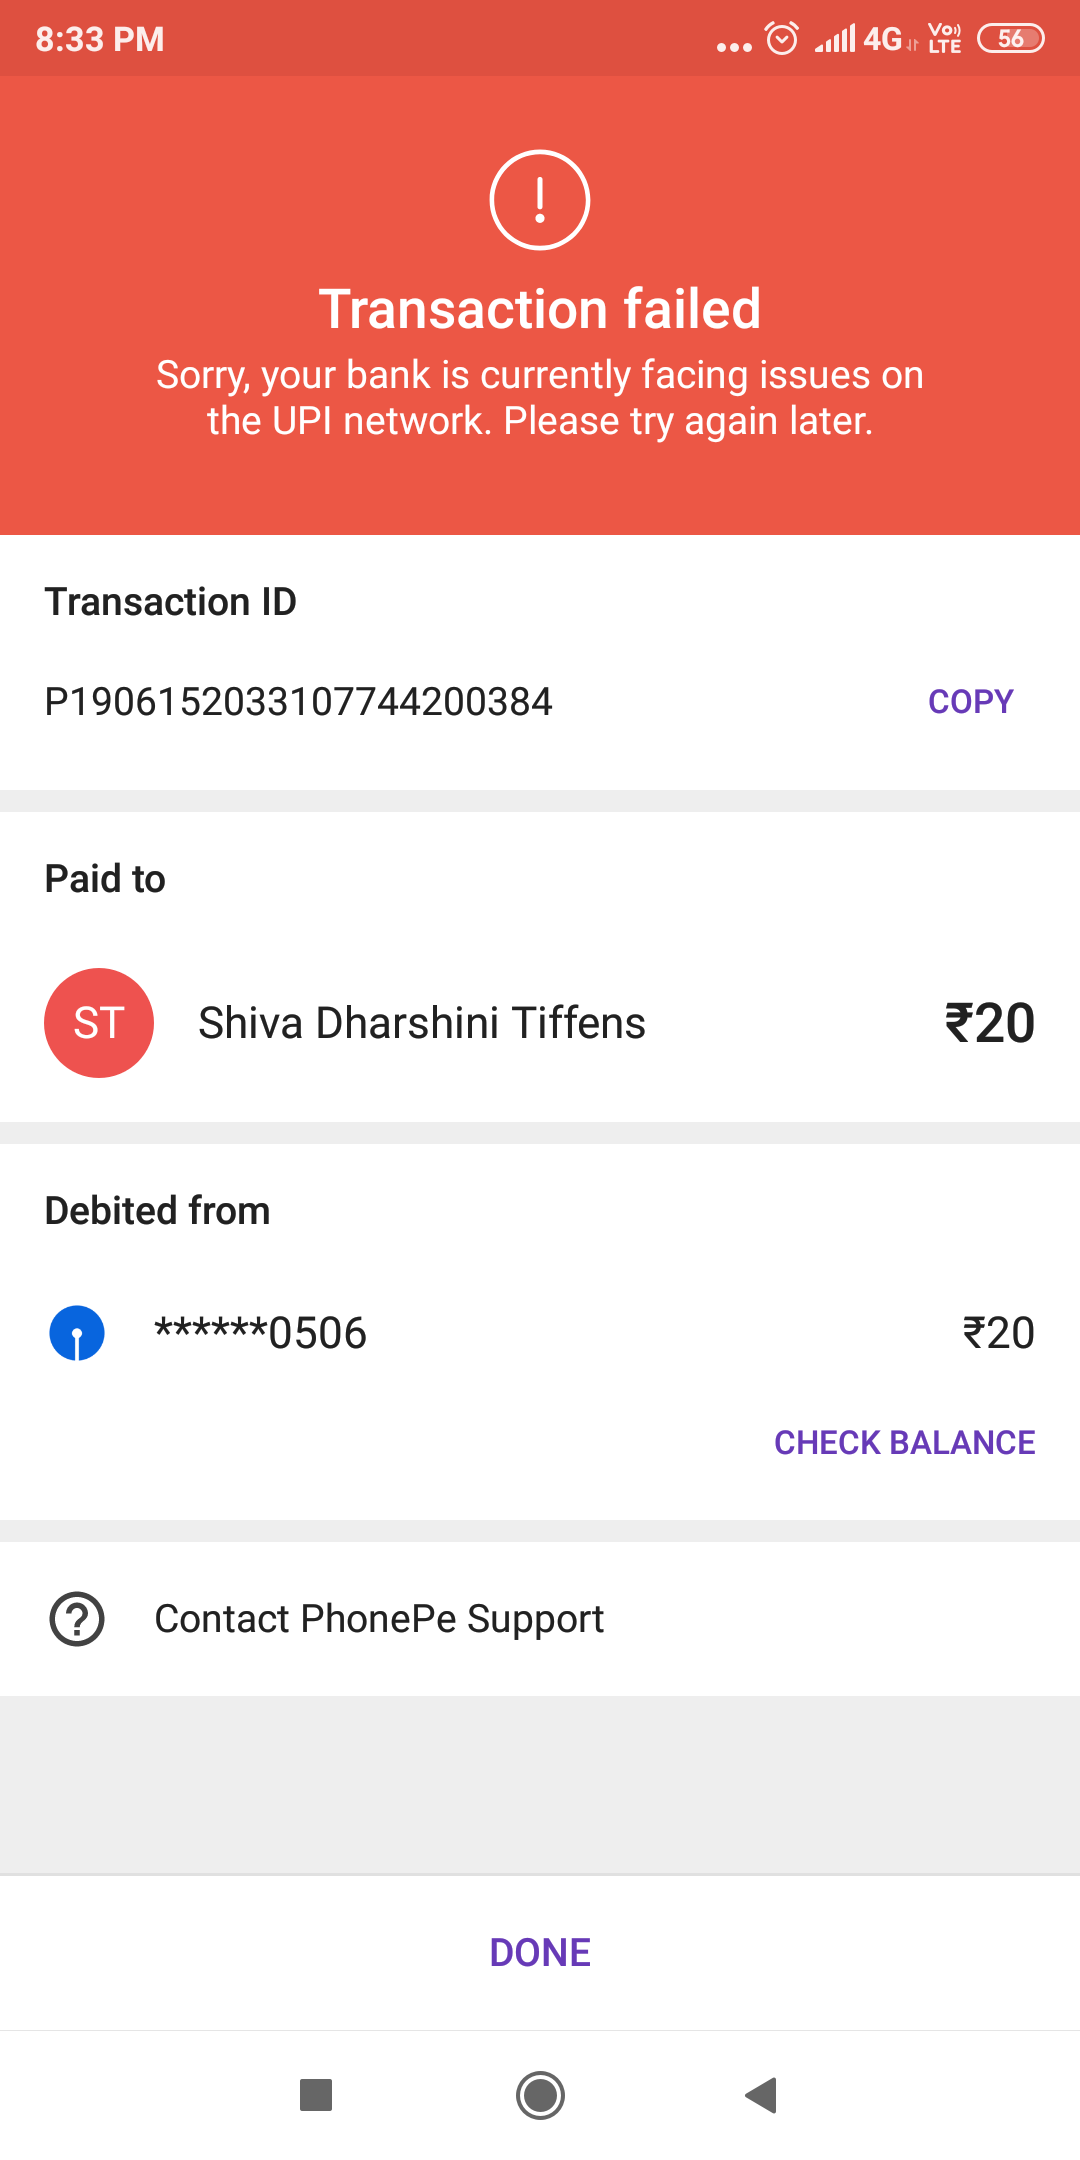 8:33 PM
4G
Vo))
LTE
56
Transaction failed
Sorry, your bank is currently facing issues on
the UPI network. Please try again later.
Transaction ID
P1906152033107744200384
COPY
Paid to
ST
Shiva Dharshini Tiffens
₹20
Debited from
******0506
₹20
CHECK BALANCE
Contact PhonePe Support
DONE